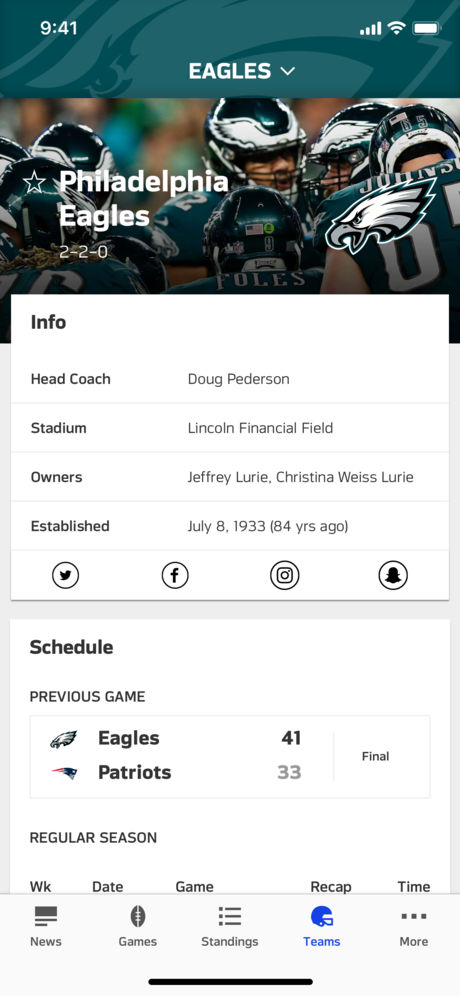 9:41
EAGLES
Philadelphia
Eagles
2-2-0
JOHNSON
65
9
FOLES
Info
Head Coach Doug Pederson
Stadium Lincoln Financial Field
Owners Jeffrey Lurie, Christina Weiss Lurie
Established July 8, 1933 (84 yrs ago)
Schedule
PREVIOUS GAME
Eagles 41
Patriots 33
Final
REGULAR SEASON
Wk Date Game Recap Time
News Games Standings Teams More